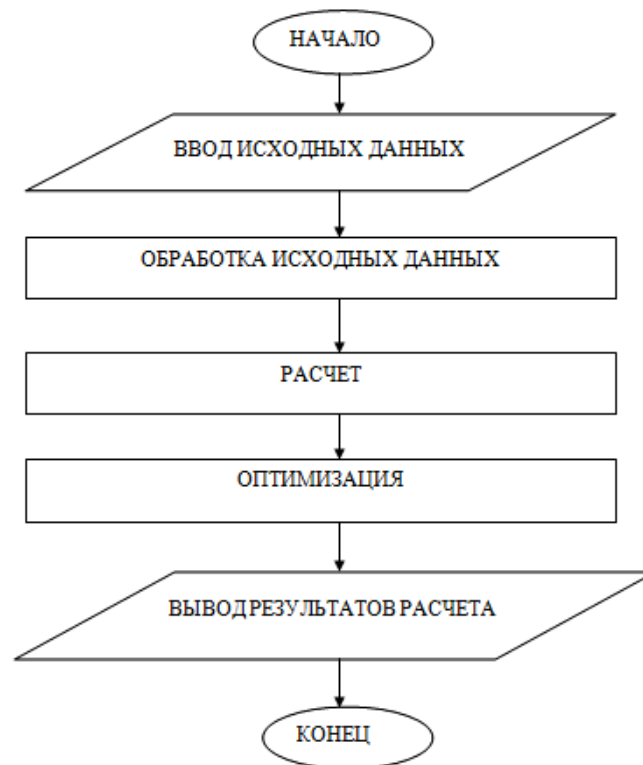 НАЧАЛО
ВВОД ИСХОДНЫХ ДАННЫХ
ОБРАБОТКА ИСХОДНЫХ ДАННЫХ
РАСЧЕТ
ОПТИМИЗАЦИЯ
ВЫВОД РЕЗУЛЬТАТОВ РАСЧЕТА
КОНЕЦ